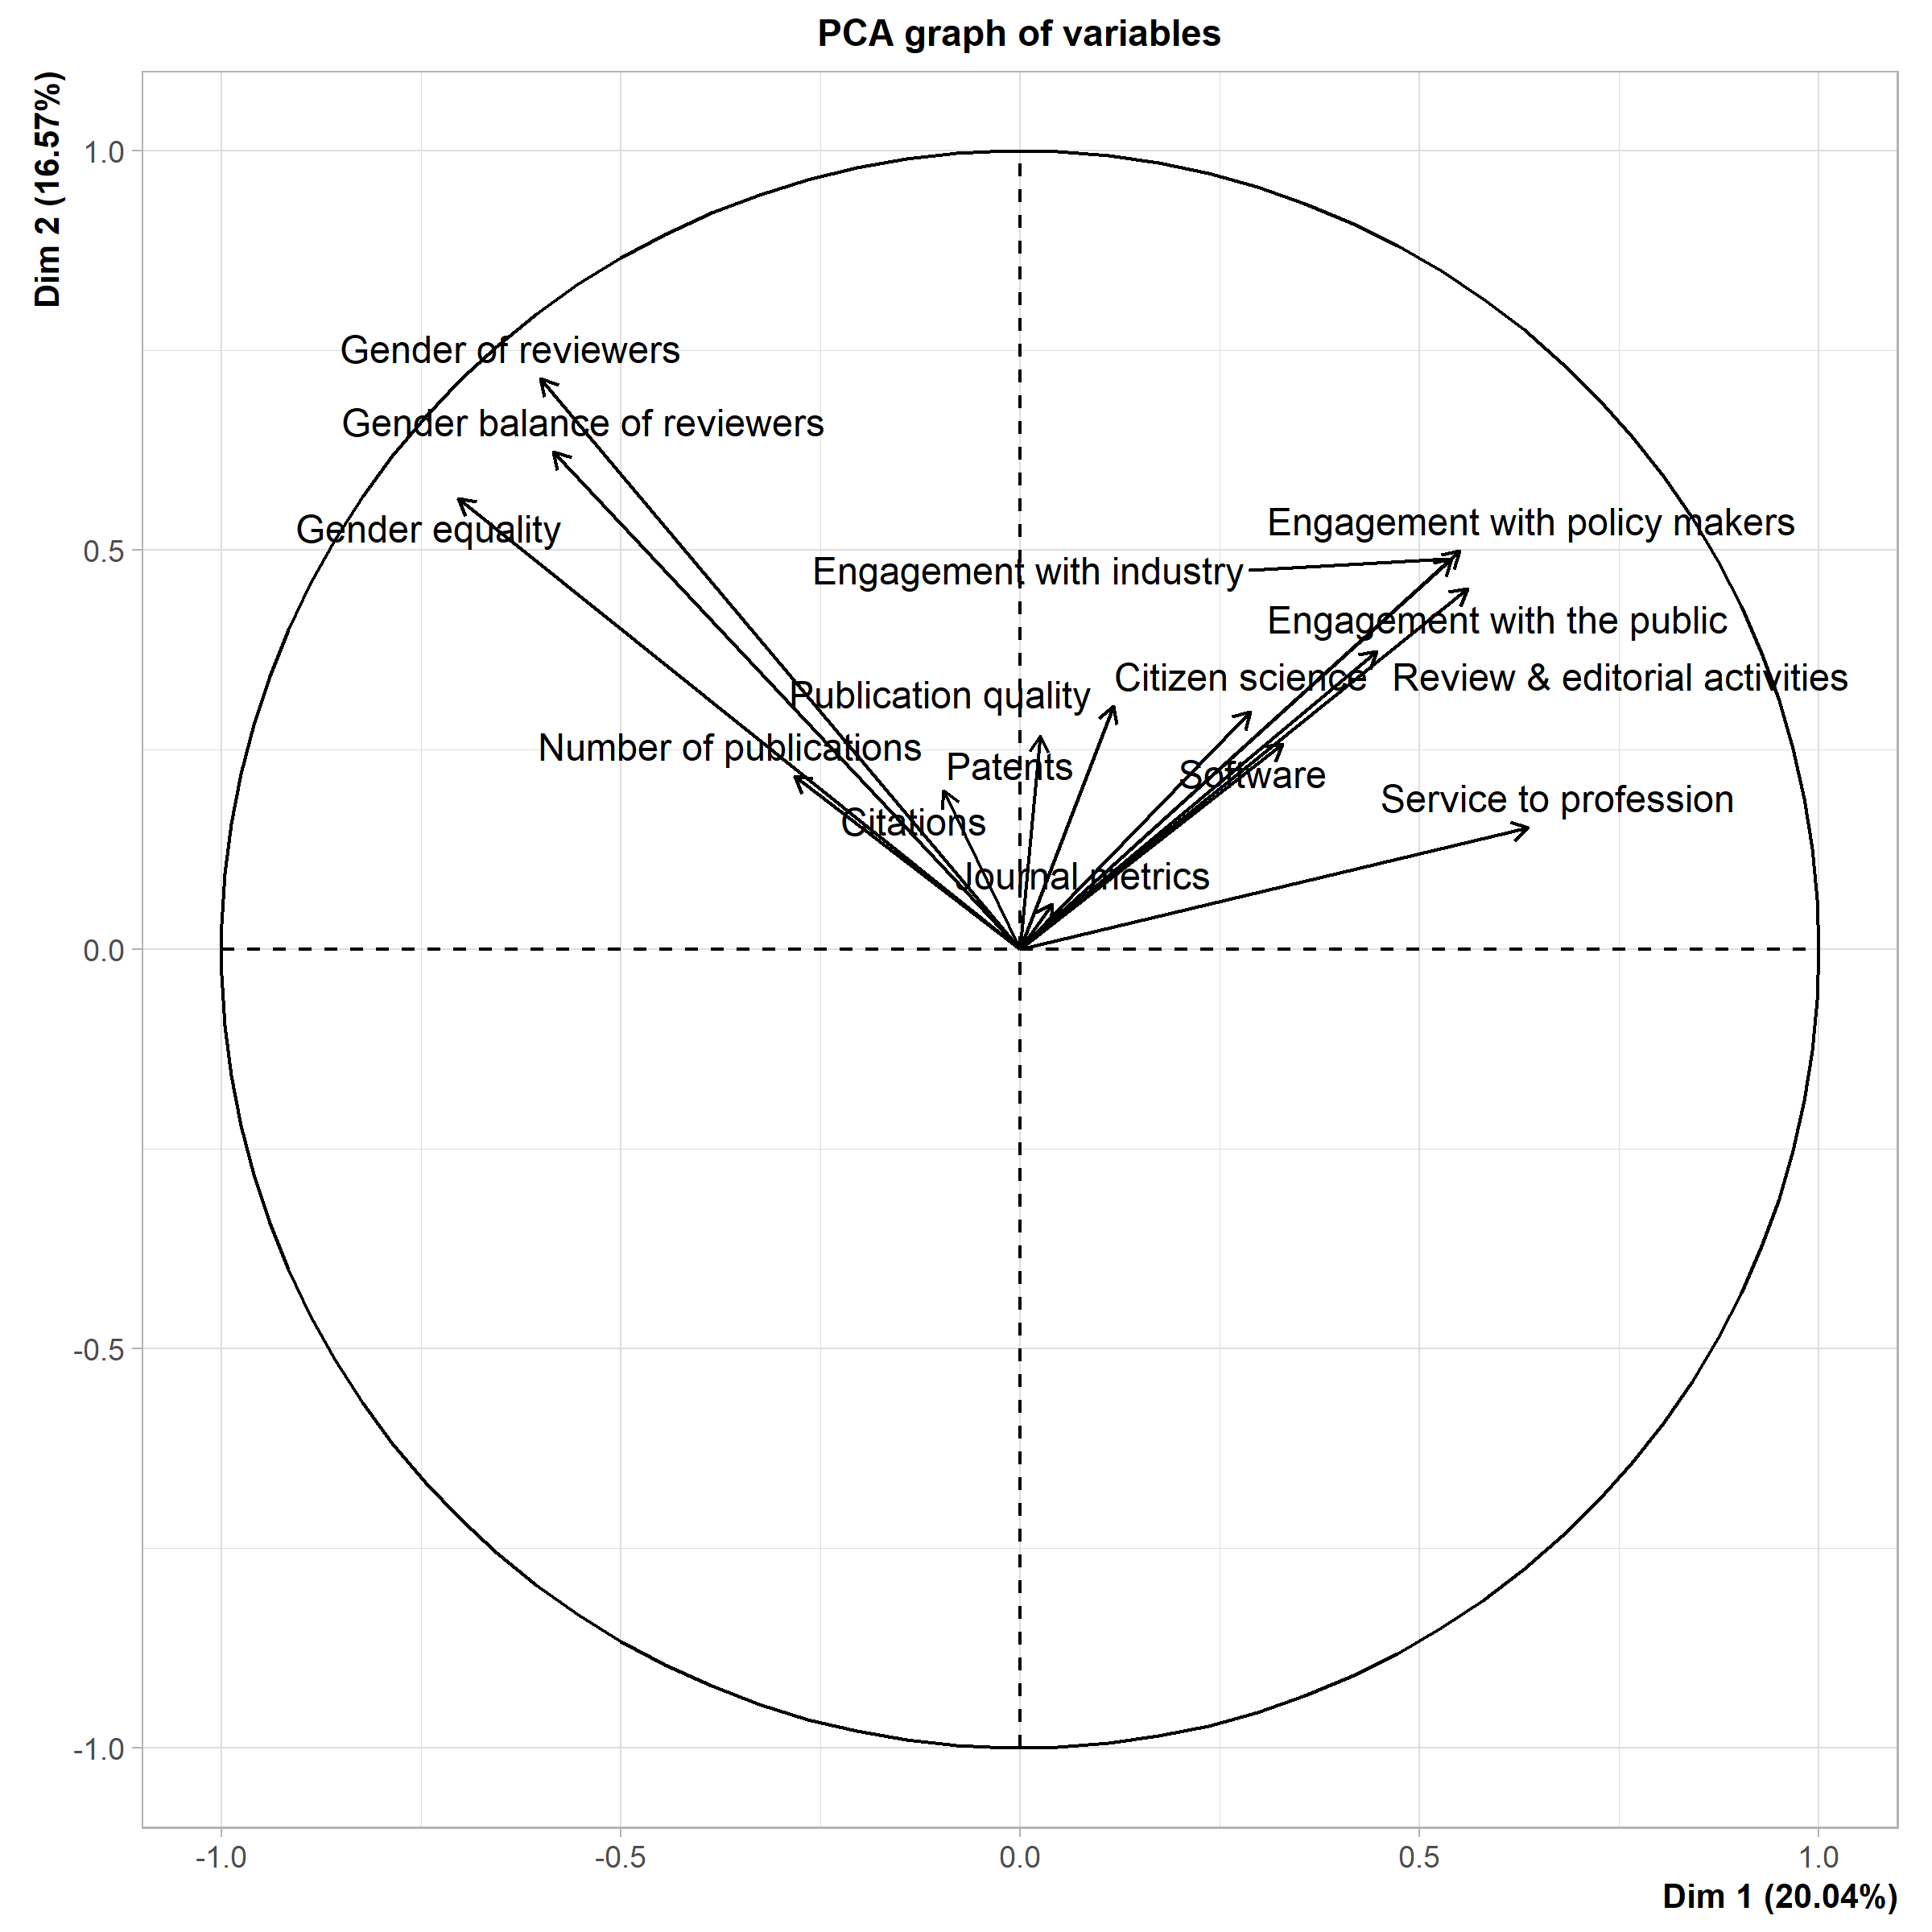 PCA graph of variables
Dim 2 (16.57%)
1.0
0.5
0.0
-0.5
-1.0
Gender of reviewers
Gender balance of reviewers
Gender equality
Engagement with policy makers
Engagement with industry
Engagement with the public
Citizen science
Review & editorial activities
Publication quality
Number of publications
Patents
Software
Service to profession
Citations
Journal metrics
-1.0
-0.5
0.0
0.5
1.0
Dim 1 (20.04%)